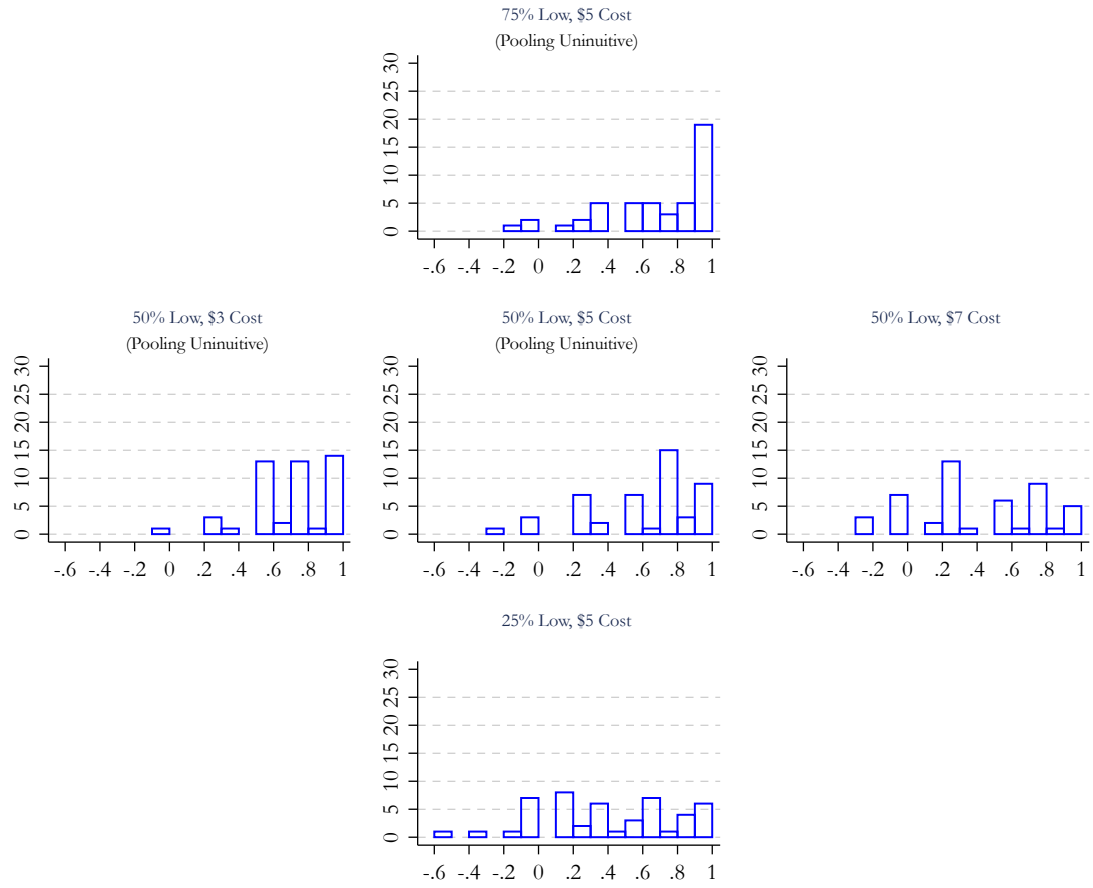 75% Low, $5 Cost
(Pooling Uninuitive)
0 5 10 15 20 25 30
-.6 -.4 -.2 0 .2 .4 .6 .8 1
50% Low, $3 Cost
(Pooling Uninuitive)
0 5 10 15 20 25 30
-.6 -.4 -.2 0 .2 .4 .6 .8 1
50% Low, $5 Cost
(Pooling Uninuitive)
0 5 10 15 20 25 30
-.6 -.4 -.2 0 .2 .4 .6 .8 1
50% Low, $7 Cost
0 5 10 15 20 25 30
-.6 -.4 -.2 0 .2 .4 .6 .8 1
25% Low, $5 Cost
0 5 10 15 20 25 30
-.6 -.4 -.2 0 .2 .4 .6 .8 1